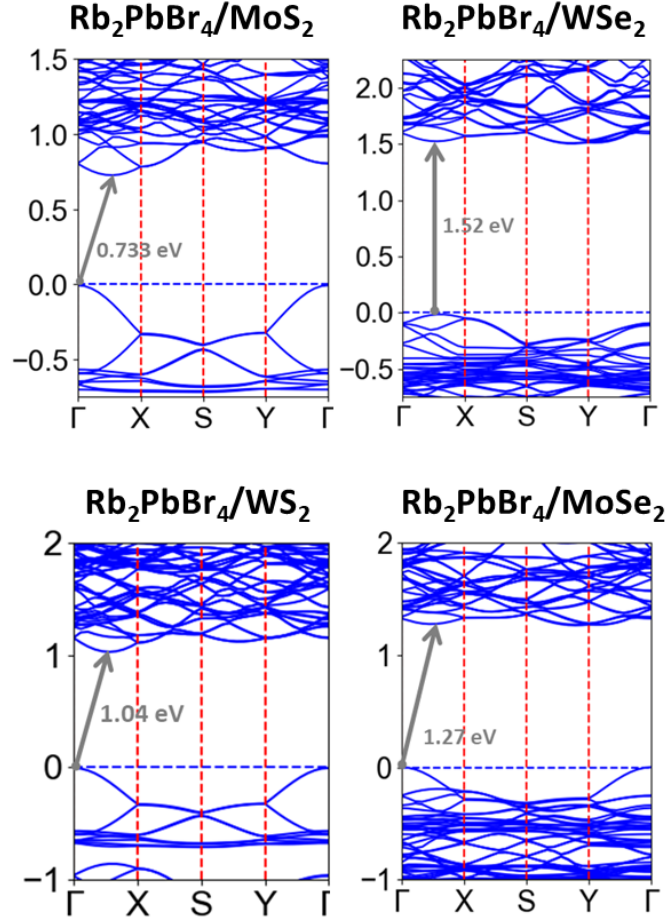 Rb₂PbBr₄/MoS₂
1.5
1.0
0.5
0.0
−0.5
0.733 eV
Γ X S Y Γ
Rb₂PbBr₄/WSe₂
2.0
1.5
1.0
0.5
0.0
−0.5
1.52 eV
Γ X S Y Γ
Rb₂PbBr₄/WS₂
2
1
0
−1
1.04 eV
Γ X S Y Γ
Rb₂PbBr₄/MoSe₂
2
1
0
−1
1.27 eV
Γ X S Y Γ